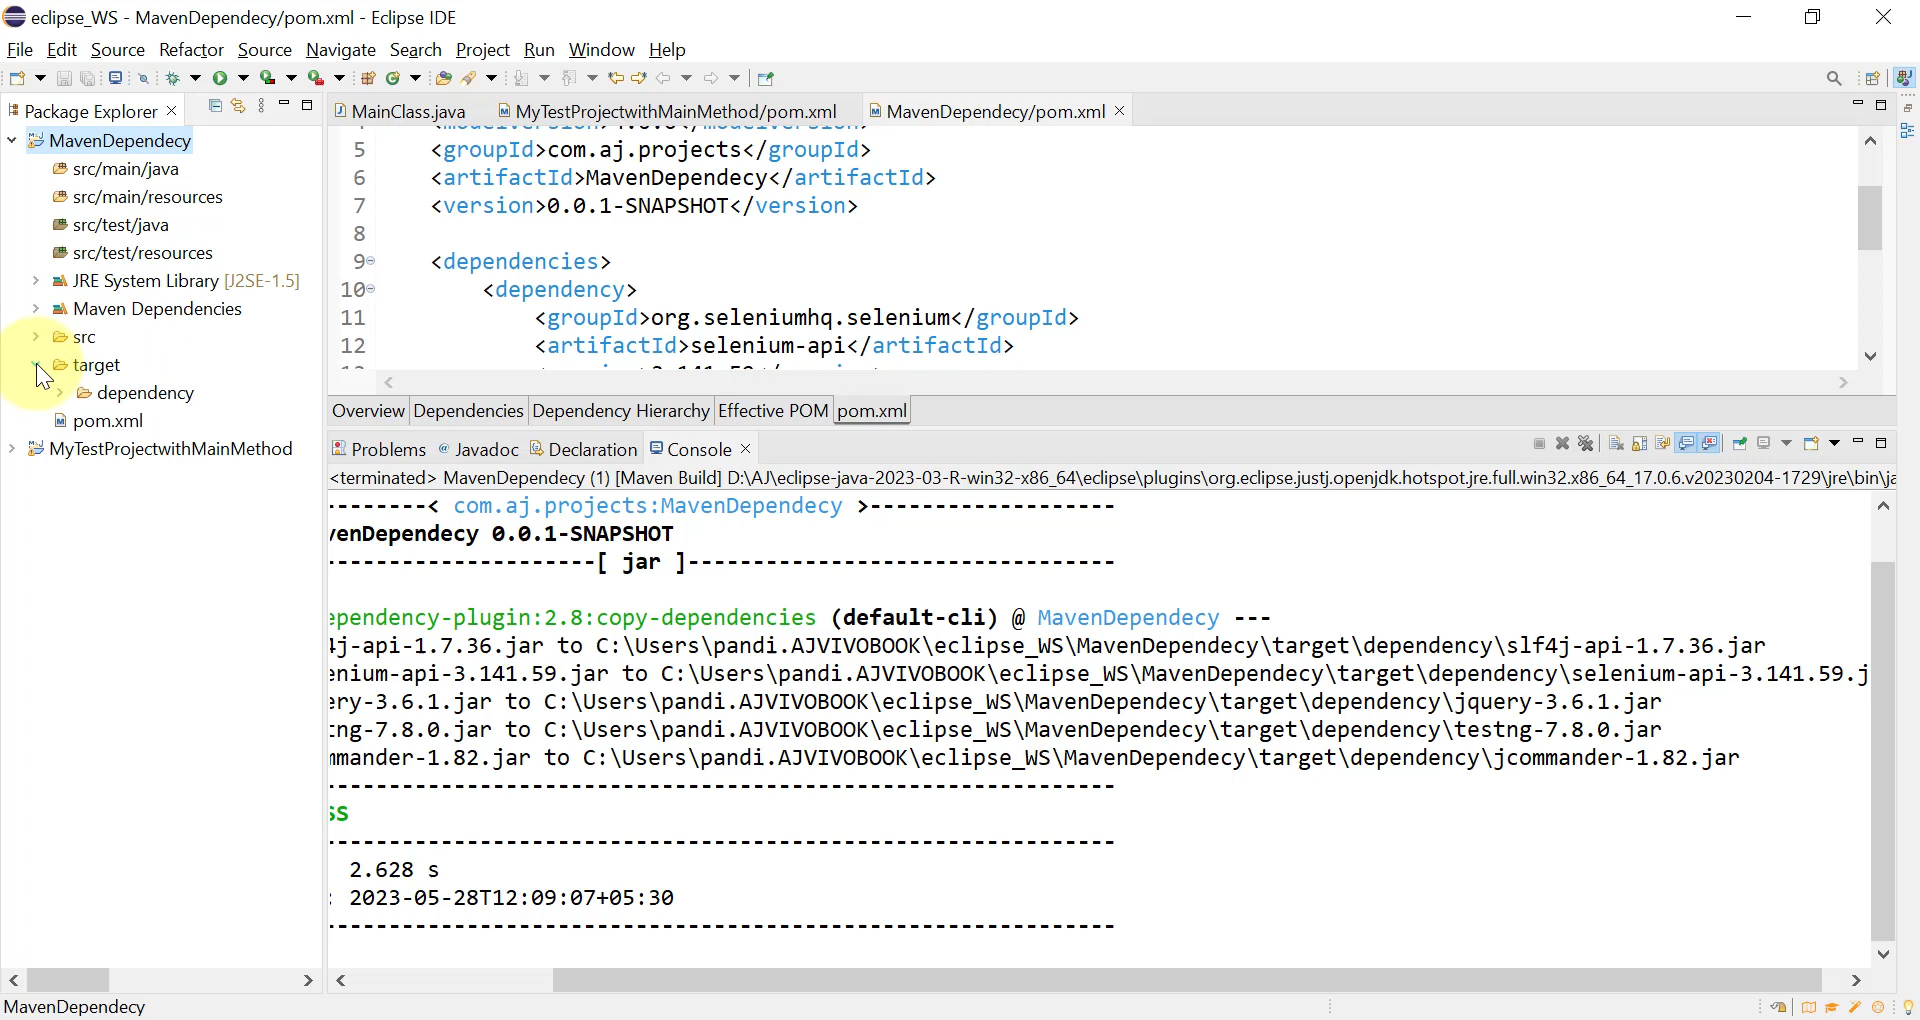 eclipse_WS - MavenDependecy/pom.xml - Eclipse IDE
File Edit Source Refactor Source Navigate Search Project Run Window Help
Package Explorer
MavenDependecy
src/main/java
src/main/resources
src/test/java
src/test/resources
JRE System Library [J2SE-1.5]
Maven Dependencies
src
target
dependency
pom.xml
MyTestProjectwithMainMethod
MainClass.java MyTestProjectwithMainMethod/pom.xml MavenDependecy/pom.xml
5 <groupId>com.aj.projects</groupId>
6 <artifactId>MavenDependecy</artifactId>
7 <version>0.0.1-SNAPSHOT</version>
8
9 <dependencies>
10 <dependency>
11 <groupId>org.seleniumhq.selenium</groupId>
12 <artifactId>selenium-api</artifactId>
Overview Dependencies Dependency Hierarchy Effective POM pom.xml
Problems @ Javadoc Declaration Console
<terminated> MavenDependecy (1) [Maven Build] D:\AJ\eclipse-java-2023-03-R-win32-x86_64\eclipse\plugins\org.eclipse.justj.openjdk.hotspot.jre.full.win32.x86_64_17.0.6.v20230204-1729\jre\bin\ja
--------< com.aj.projects:MavenDependecy >-------------------
venDependecy 0.0.1-SNAPSHOT
---------------------[ jar ]---------------------------------
ependency-plugin:2.8:copy-dependencies (default-cli) @ MavenDependecy ---
4j-api-1.7.36.jar to C:\Users\pandi.AJVIVOBOOK\eclipse_WS\MavenDependecy\target\dependency\slf4j-api-1.7.36.jar
enium-api-3.141.59.jar to C:\Users\pandi.AJVIVOBOOK\eclipse_WS\MavenDependecy\target\dependency\selenium-api-3.141.59.j
ery-3.6.1.jar to C:\Users\pandi.AJVIVOBOOK\eclipse_WS\MavenDependecy\target\dependency\jquery-3.6.1.jar
tng-7.8.0.jar to C:\Users\pandi.AJVIVOBOOK\eclipse_WS\MavenDependecy\target\dependency\testng-7.8.0.jar
mmander-1.82.jar to C:\Users\pandi.AJVIVOBOOK\eclipse_WS\MavenDependecy\target\dependency\jcommander-1.82.jar
-------------------------------------------------------------
SS
-------------------------------------------------------------
2.628 s
: 2023-05-28T12:09:07+05:30
-------------------------------------------------------------
MavenDependecy